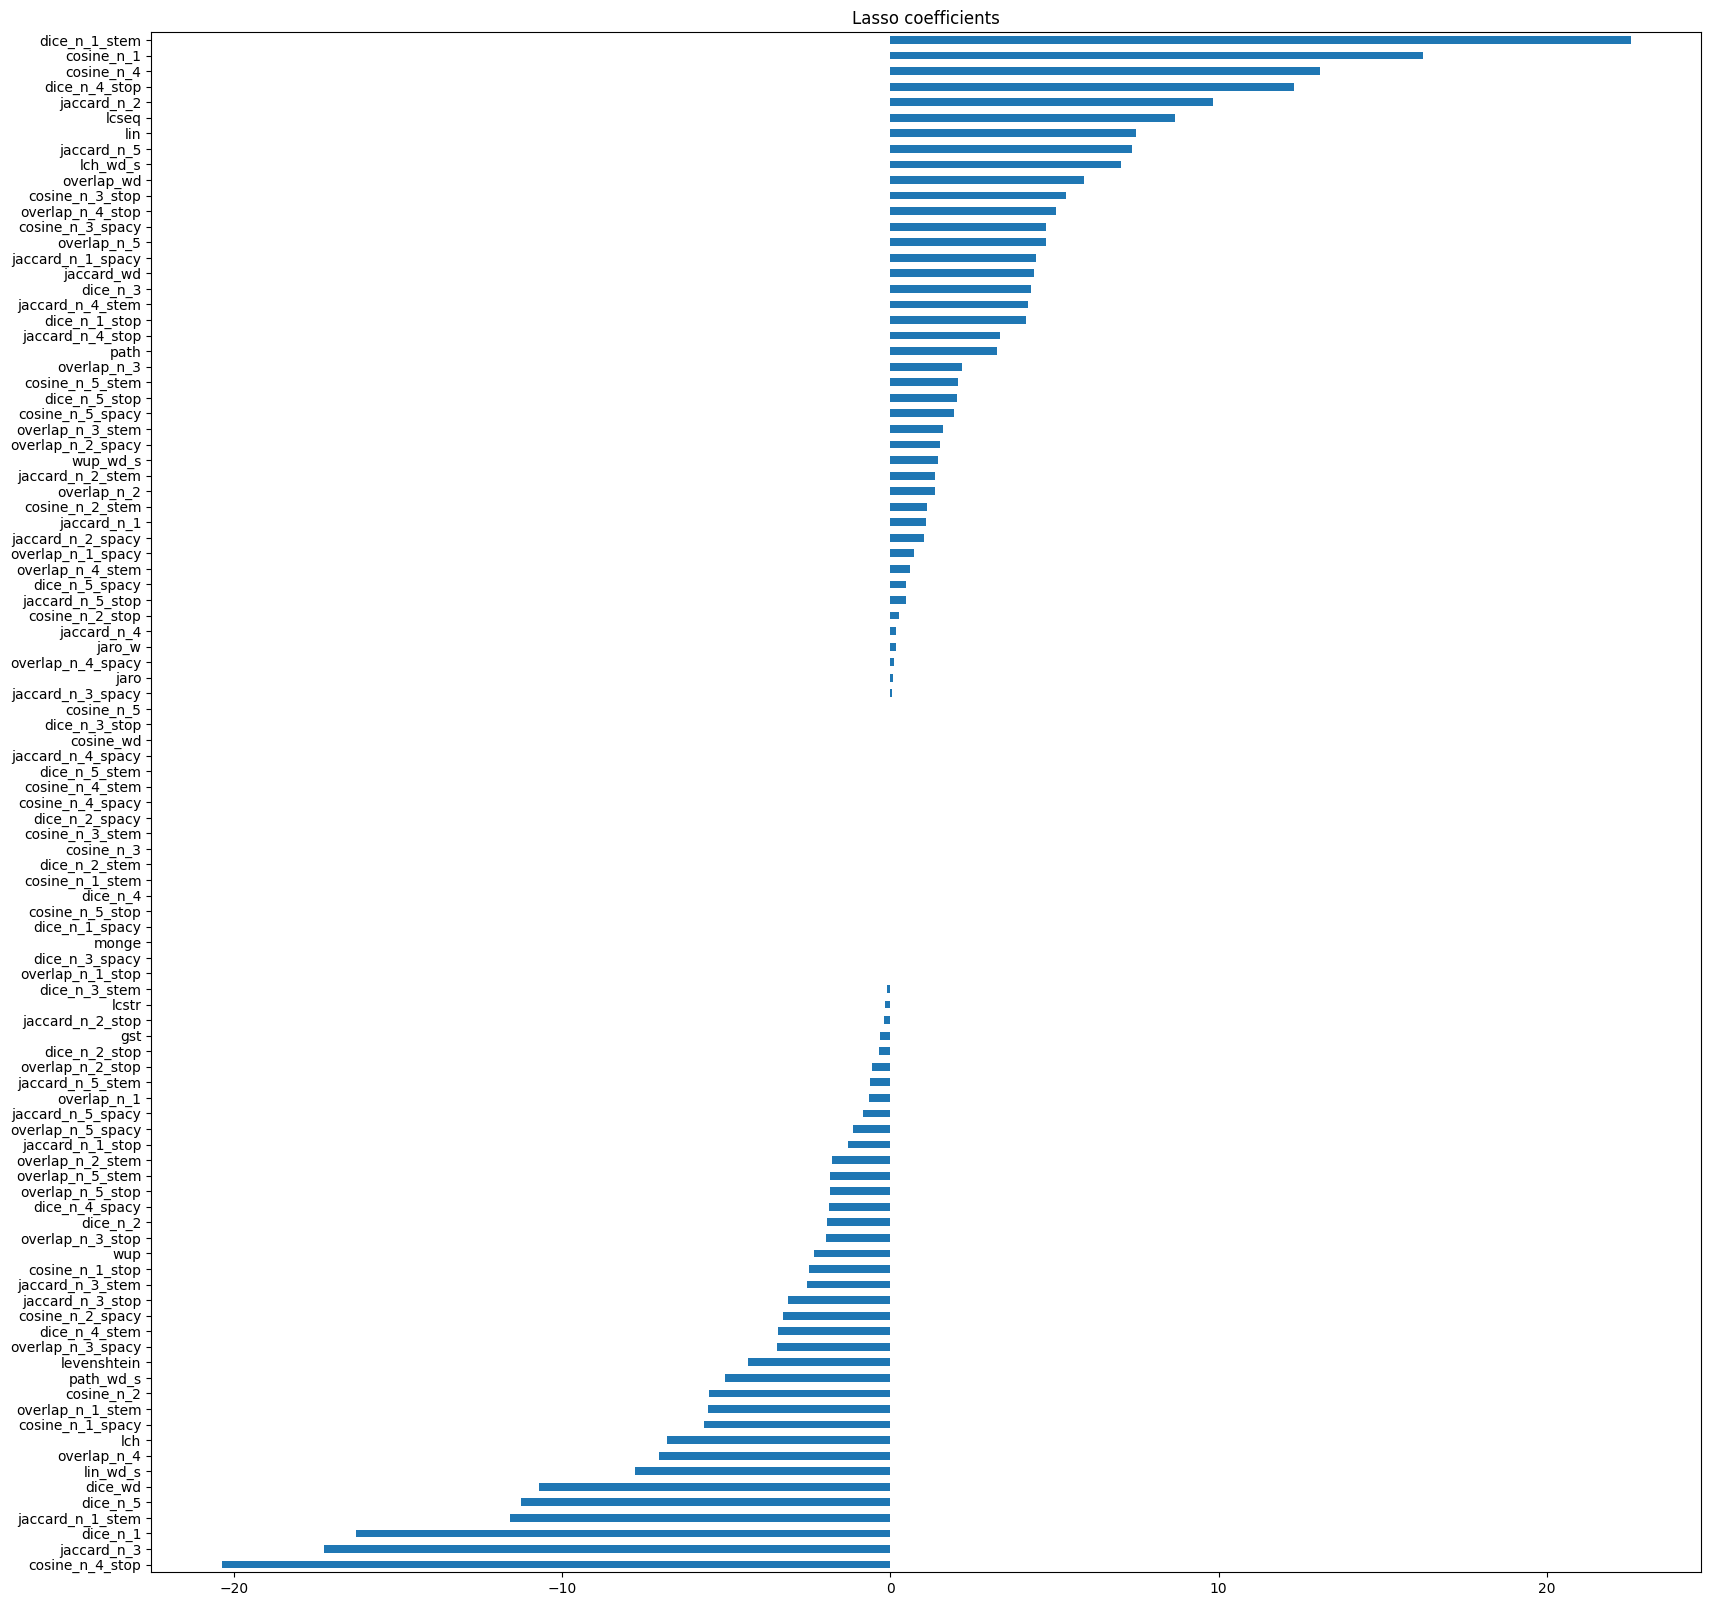 Lasso coefficients
dice_n_1_stem
cosine_n_1
cosine_n_4
dice_n_4_stop
jaccard_n_2
lcseq
lin
jaccard_n_5
lch_wd_s
overlap_wd
cosine_n_3_stop
overlap_n_4_stop
cosine_n_3_spacy
overlap_n_5
jaccard_n_1_spacy
jaccard_wd
dice_n_3
jaccard_n_4_stem
dice_n_1_stop
jaccard_n_4_stop
path
overlap_n_3
cosine_n_5_stem
dice_n_5_stop
cosine_n_5_spacy
overlap_n_3_stem
overlap_n_2_spacy
wup_wd_s
jaccard_n_2_stem
overlap_n_2
cosine_n_2_stem
jaccard_n_1
jaccard_n_2_spacy
overlap_n_1_spacy
overlap_n_4_stem
dice_n_5_spacy
jaccard_n_5_stop
cosine_n_2_stop
jaccard_n_4
jaro_w
overlap_n_4_spacy
jaro
jaccard_n_3_spacy
cosine_n_5
dice_n_3_stop
cosine_wd
jaccard_n_4_spacy
dice_n_5_stem
cosine_n_4_stem
cosine_n_4_spacy
dice_n_2_spacy
cosine_n_3_stem
cosine_n_3
dice_n_2_stem
cosine_n_1_stem
dice_n_4
cosine_n_5_stop
dice_n_1_spacy
monge
dice_n_3_spacy
overlap_n_1_stop
dice_n_3_stem
lcstr
jaccard_n_2_stop
gst
dice_n_2_stop
overlap_n_2_stop
jaccard_n_5_stem
overlap_n_1
jaccard_n_5_spacy
overlap_n_5_spacy
jaccard_n_1_stop
overlap_n_2_stem
overlap_n_5_stem
overlap_n_5_stop
dice_n_4_spacy
dice_n_2
overlap_n_3_stop
wup
cosine_n_1_stop
jaccard_n_3_stem
jaccard_n_3_stop
cosine_n_2_spacy
dice_n_4_stem
overlap_n_3_spacy
levenshtein
path_wd_s
cosine_n_2
overlap_n_1_stem
cosine_n_1_spacy
lch
overlap_n_4
lin_wd_s
dice_wd
dice_n_5
jaccard_n_1_stem
dice_n_1
jaccard_n_3
cosine_n_4_stop
−20 −10 0 10 20